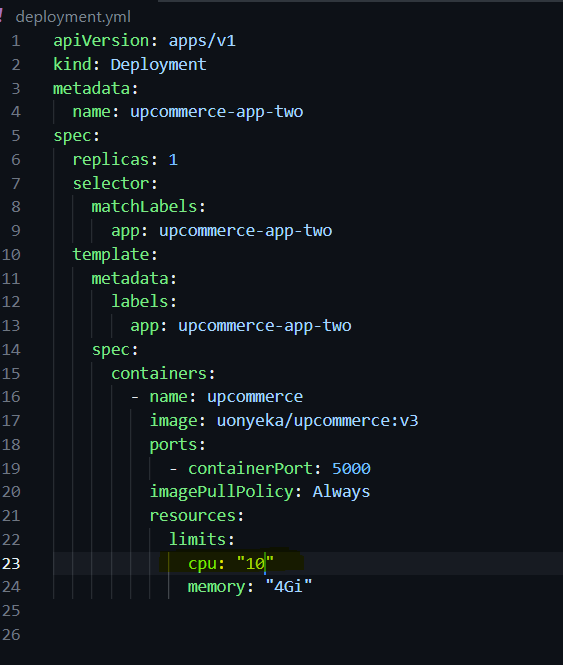 ! deployment.yml
1 apiVersion: apps/v1
2 kind: Deployment
3 metadata:
4   name: upcommerce-app-two
5 spec:
6   replicas: 1
7   selector:
8     matchLabels:
9       app: upcommerce-app-two
10   template:
11     metadata:
12       labels:
13         app: upcommerce-app-two
14     spec:
15       containers:
16         - name: upcommerce
17           image: uonyeka/upcommerce:v3
18           ports:
19             - containerPort: 5000
20           imagePullPolicy: Always
21           resources:
22             limits:
23               cpu: "10"
24               memory: "4Gi"
25
26